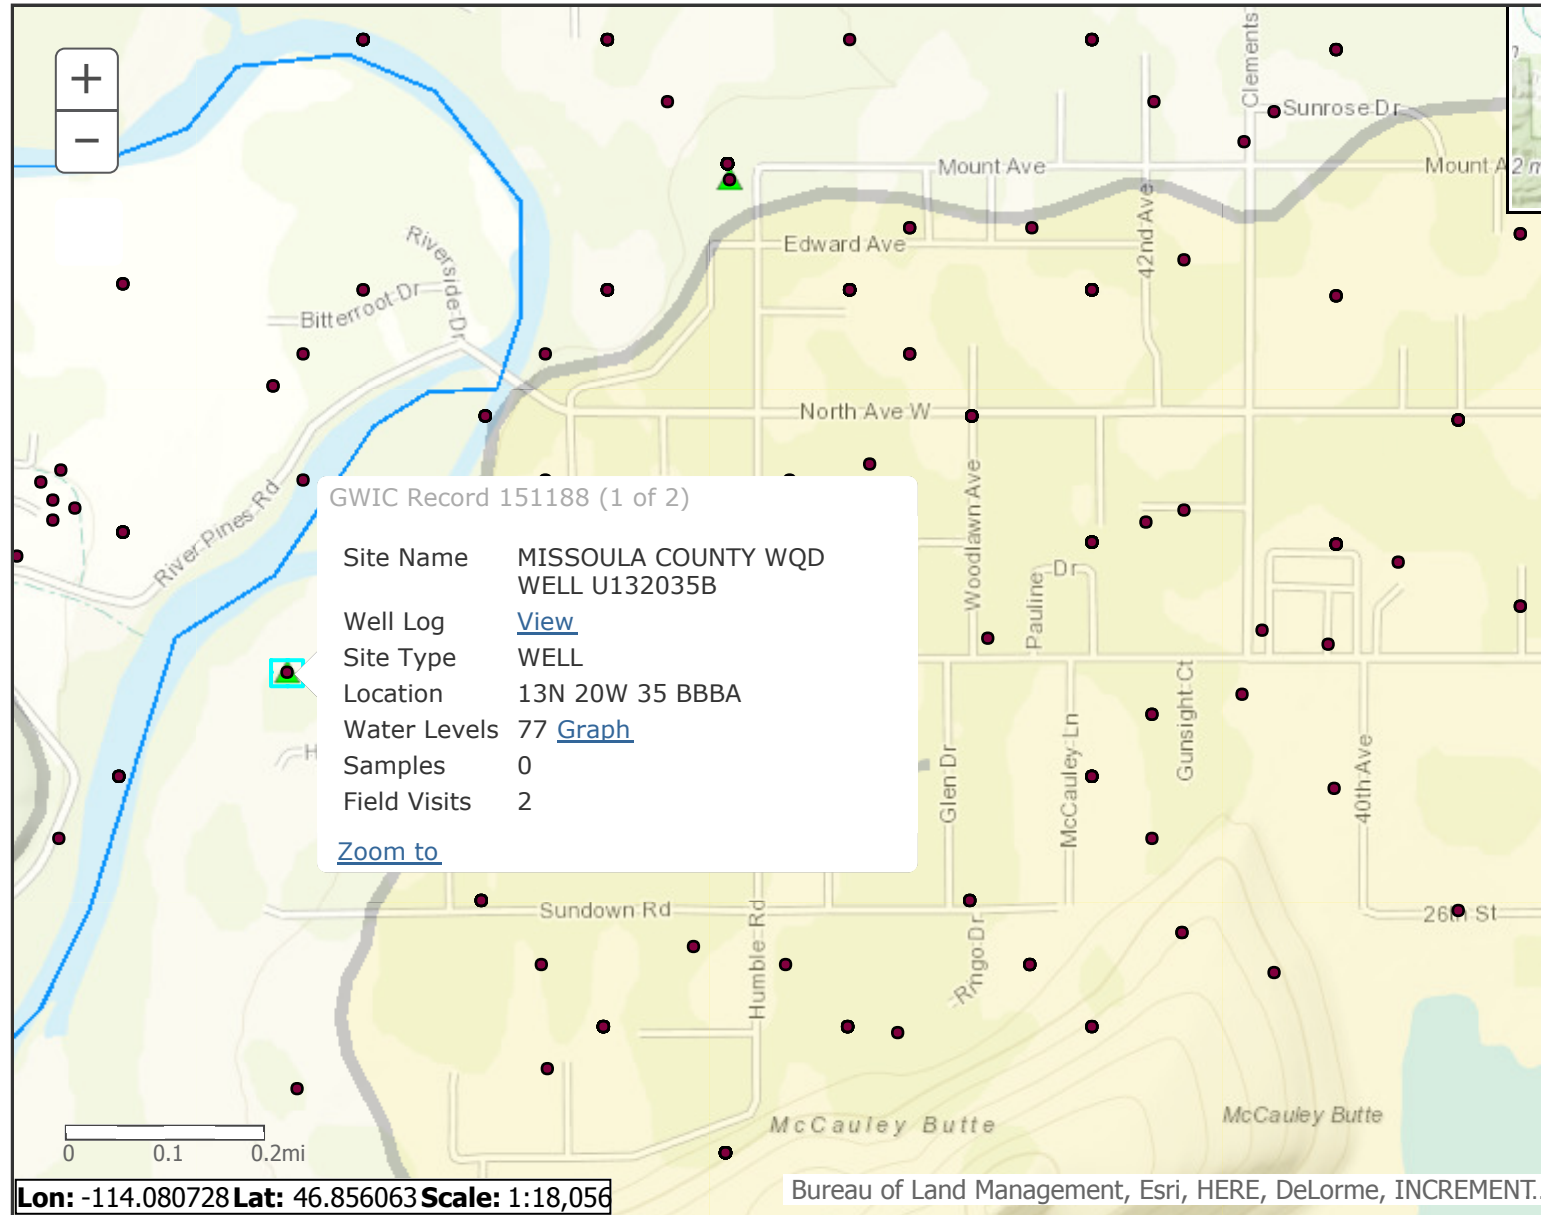 +
−
Clements
Sunrose Dr
Mount Ave
Mount A
2 m
42nd Ave
Edward Ave
Riverside Dr
Bitterroot Dr
North Ave W
River Pines Rd
Woodlawn Ave
Pauline
Dr
GWIC Record 151188 (1 of 2)
Site Name MISSOULA COUNTY WQD
WELL U132035B
Well Log View
Site Type WELL
Location 13N 20W 35 BBBA
Water Levels 77 Graph
Samples 0
Field Visits 2
Zoom to
H
Glen Dr
McCauley Ln
Gunsight Ct
40th Ave
Sundown Rd
Humble Rd
Ringo Dr
26th St
McCauley Butte
McCauley Butte
0 0.1 0.2mi
Lon: -114.080728 Lat: 46.856063 Scale: 1:18,056
Bureau of Land Management, Esri, HERE, DeLorme, INCREMENT...